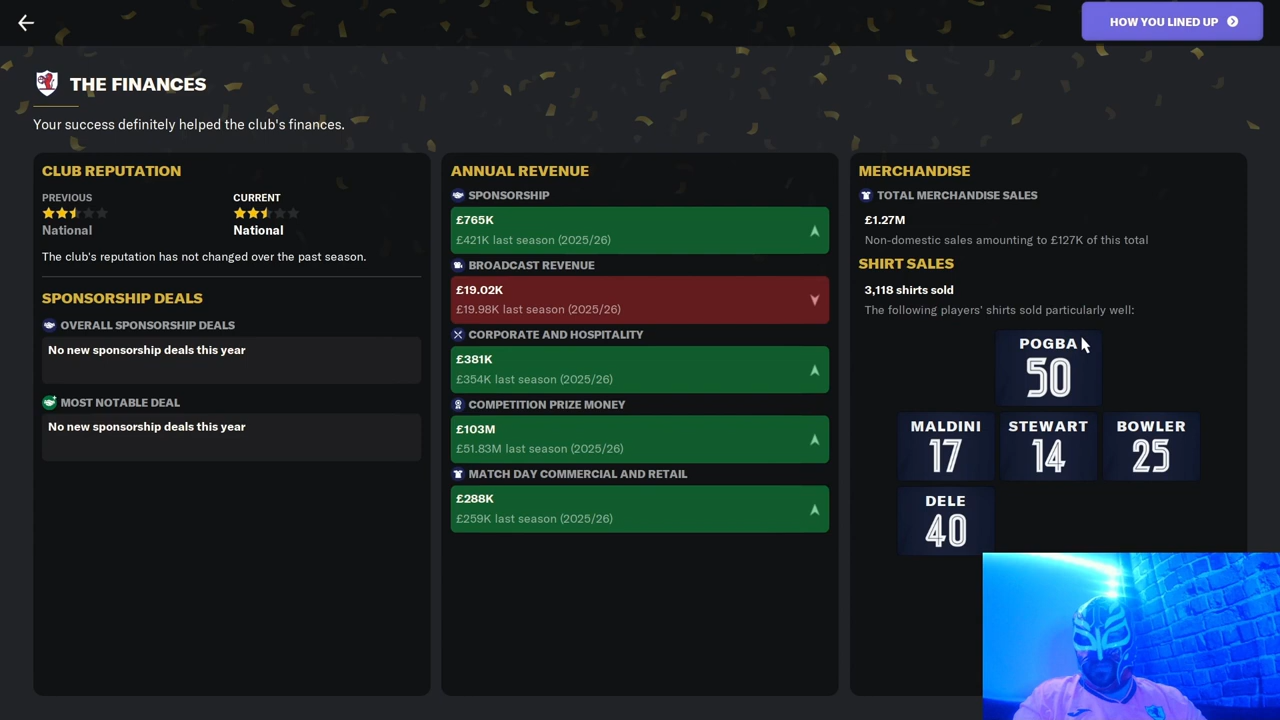 HOW YOU LINED UP
THE FINANCES
Your success definitely helped the club's finances.
CLUB REPUTATION
PREVIOUS
CURRENT
National
National
The club's reputation has not changed over the past season.
SPONSORSHIP DEALS
OVERALL SPONSORSHIP DEALS
No new sponsorship deals this year
MOST NOTABLE DEAL
No new sponsorship deals this year
ANNUAL REVENUE
SPONSORSHIP
£765K
£421K last season (2025/26)
BROADCAST REVENUE
£19.02K
£19.98K last season (2025/26)
CORPORATE AND HOSPITALITY
£381K
£354K last season (2025/26)
COMPETITION PRIZE MONEY
£103M
£51.83M last season (2025/26)
MATCH DAY COMMERCIAL AND RETAIL
£288K
£259K last season (2025/26)
MERCHANDISE
TOTAL MERCHANDISE SALES
£1.27M
Non-domestic sales amounting to £127K of this total
SHIRT SALES
3,118 shirts sold
The following players' shirts sold particularly well:
POGBA
50
MALDINI
17
STEWART
14
BOWLER
25
DELE
40